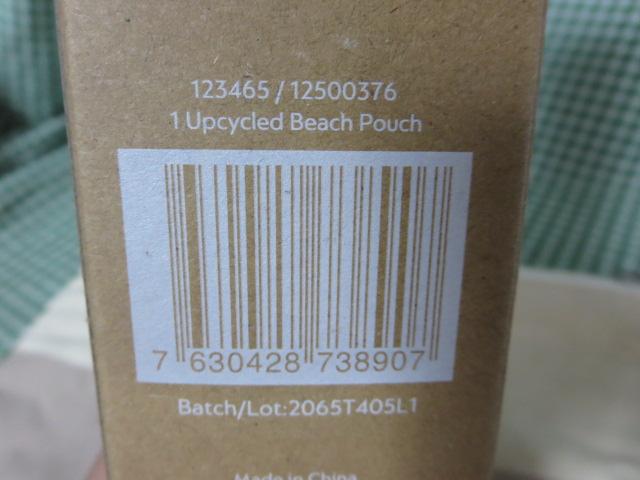 123465 / 12500376
1 Upcycled Beach Pouch
7 630428 738907
Batch/Lot:2065T405L1
Made in China